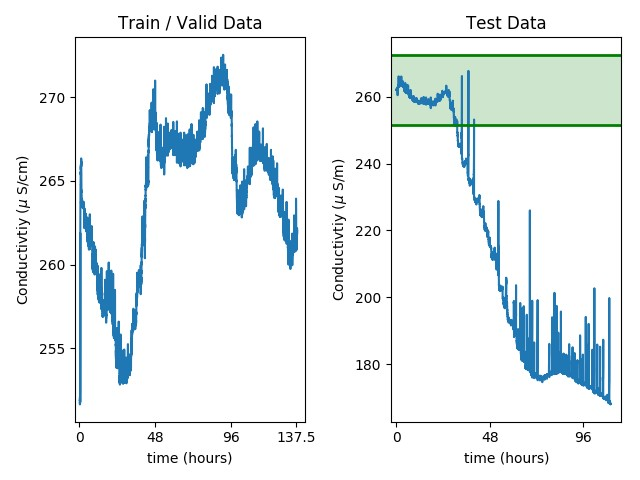 Train / Valid Data
Conductivtiy (μ S/cm)
270
265
260
255
0
48
96
137.5
time (hours)
Test Data
Conductivtiy (μ S/m)
260
240
220
200
180
0
48
96
time (hours)